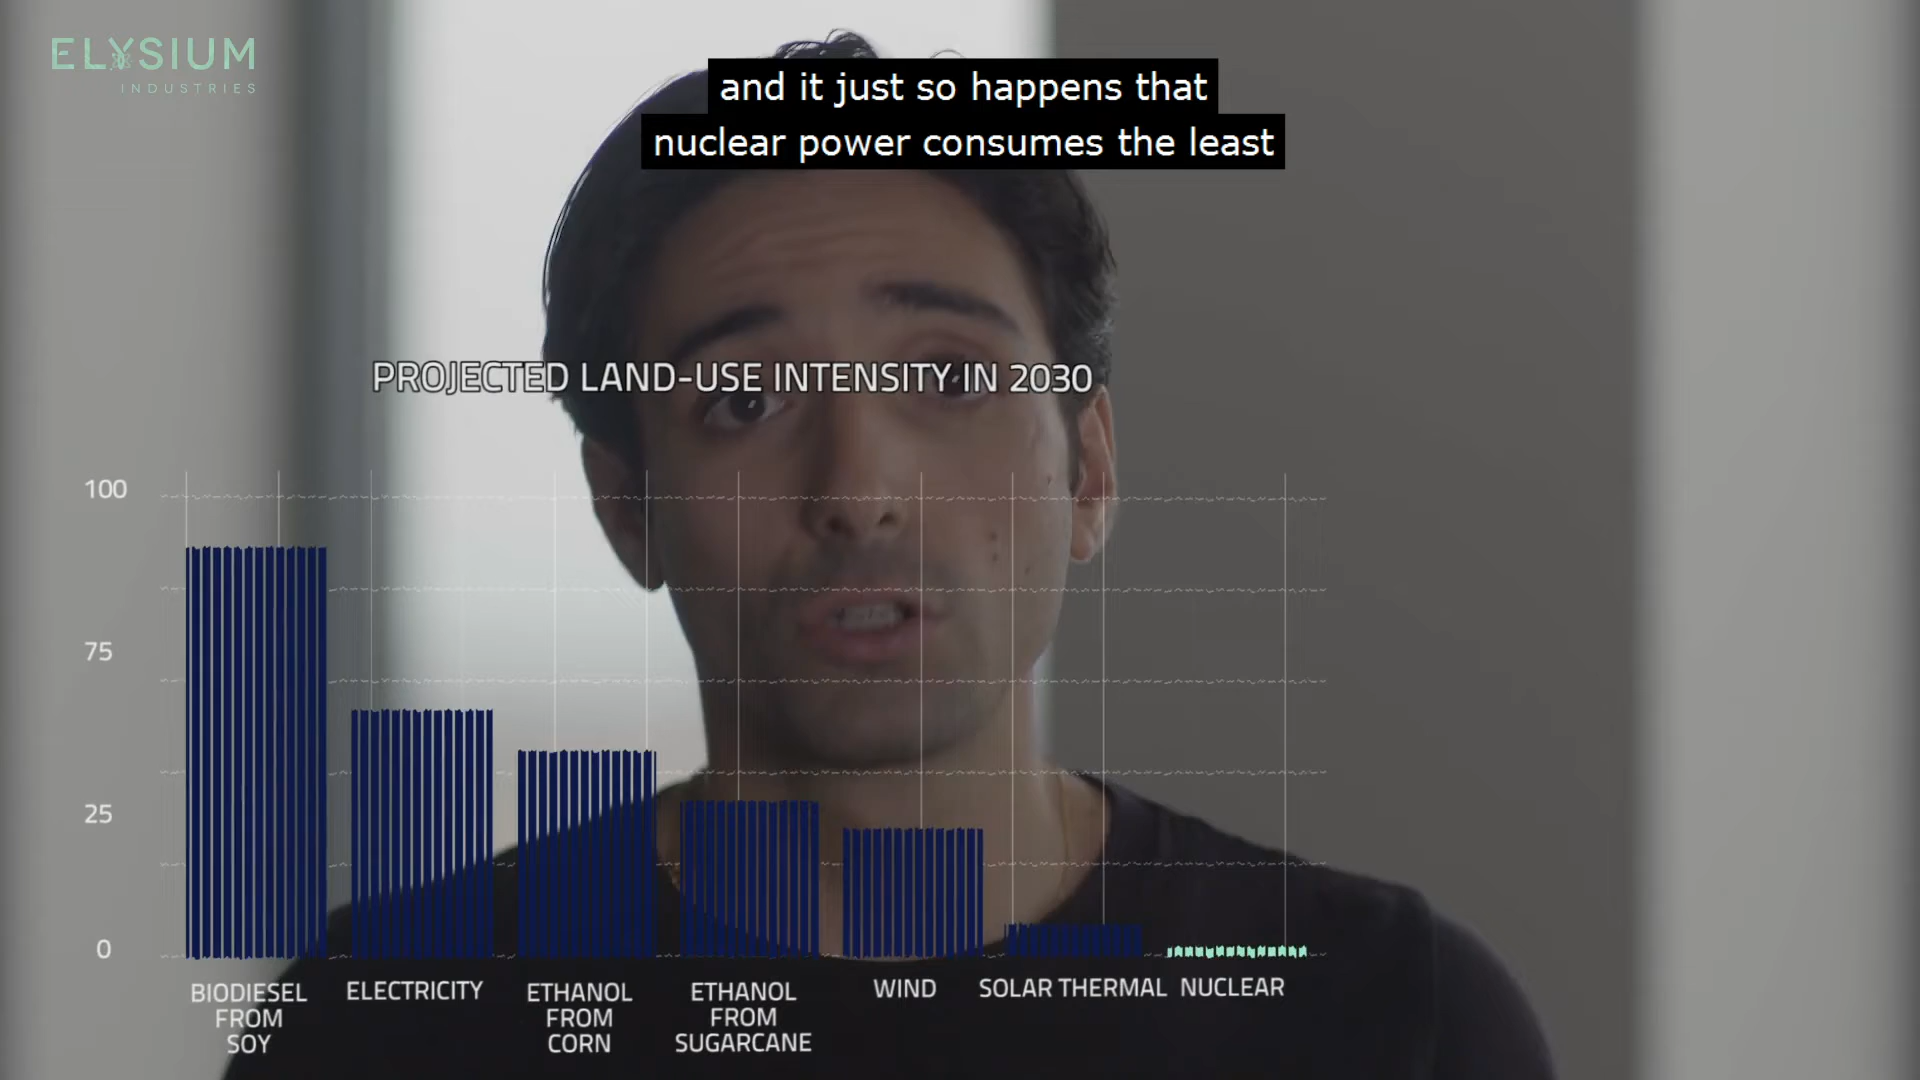 ELYSIUM
INDUSTRIES
and it just so happens that
nuclear power consumes the least
PROJECTED LAND-USE INTENSITY IN 2030
100
75
25
0
BIODIESEL
FROM
SOY
ELECTRICITY
ETHANOL
FROM
CORN
ETHANOL
FROM
SUGARCANE
WIND
SOLAR THERMAL
NUCLEAR